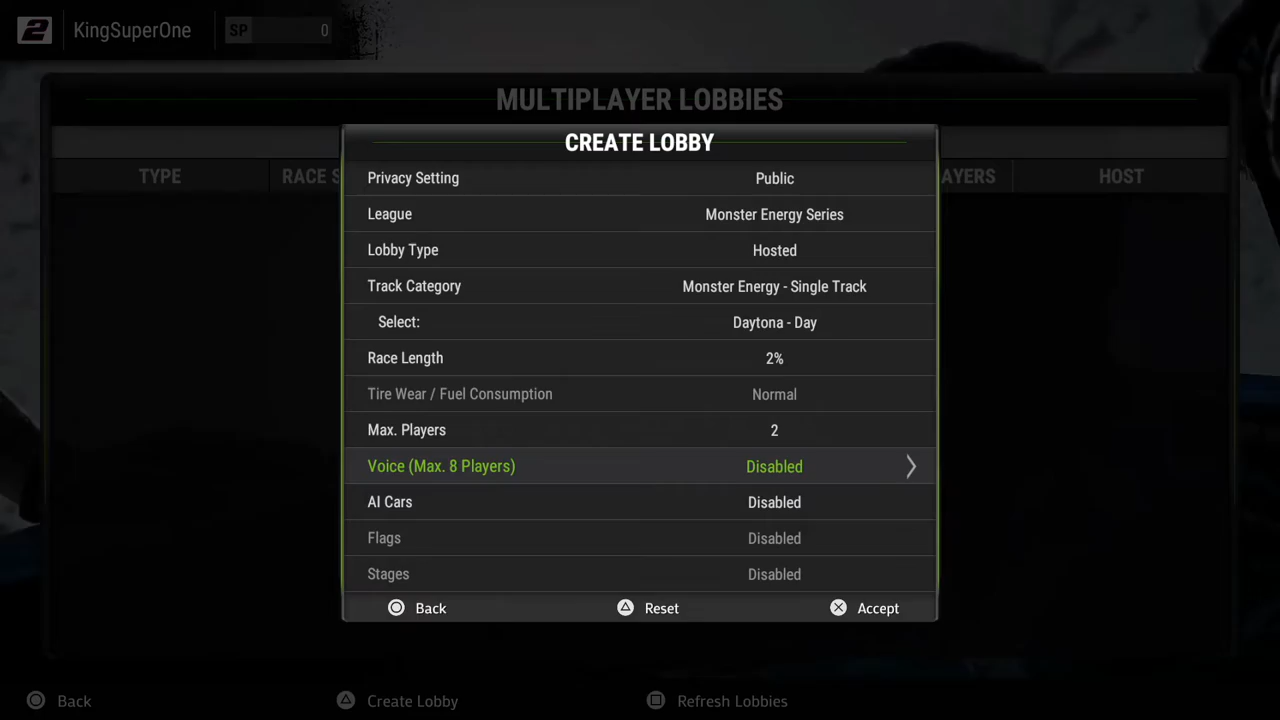 2 KingSuperOne SP 0
MULTIPLAYER LOBBIES
CREATE LOBBY
TYPE RACE S AYERS HOST
Privacy Setting Public
League Monster Energy Series
Lobby Type Hosted
Track Category Monster Energy - Single Track
Select: Daytona - Day
Race Length 2%
Tire Wear / Fuel Consumption Normal
Max. Players 2
Voice (Max. 8 Players) Disabled
AI Cars Disabled
Flags Disabled
Stages Disabled
Back Reset Accept
Back Create Lobby Refresh Lobbies